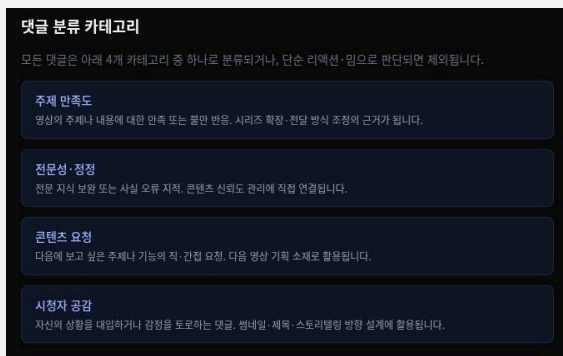 댓글 분류 카테고리
모든 댓글은 아래 4개 카테고리 중 하나로 분류되거나, 단순 리액션·밈으로 판단되면 제외됩니다.
주제 만족도
영상의 주제나 내용에 대한 만족 또는 불만 반응. 시리즈 확장·전달 방식 조정의 근거가 됩니다.
전문성·정정
전문 지식 보완 또는 사실 오류 지적. 콘텐츠 신뢰도 관리에 직접 연결됩니다.
콘텐츠 요청
다음에 보고 싶은 주제나 기능의 직·간접 요청. 다음 영상 기획 소재로 활용됩니다.
시청자 공감
자신의 상황을 대입하거나 감정을 토로하는 댓글. 썸네일·제목·스토리텔링 방향 설계에 활용됩니다.